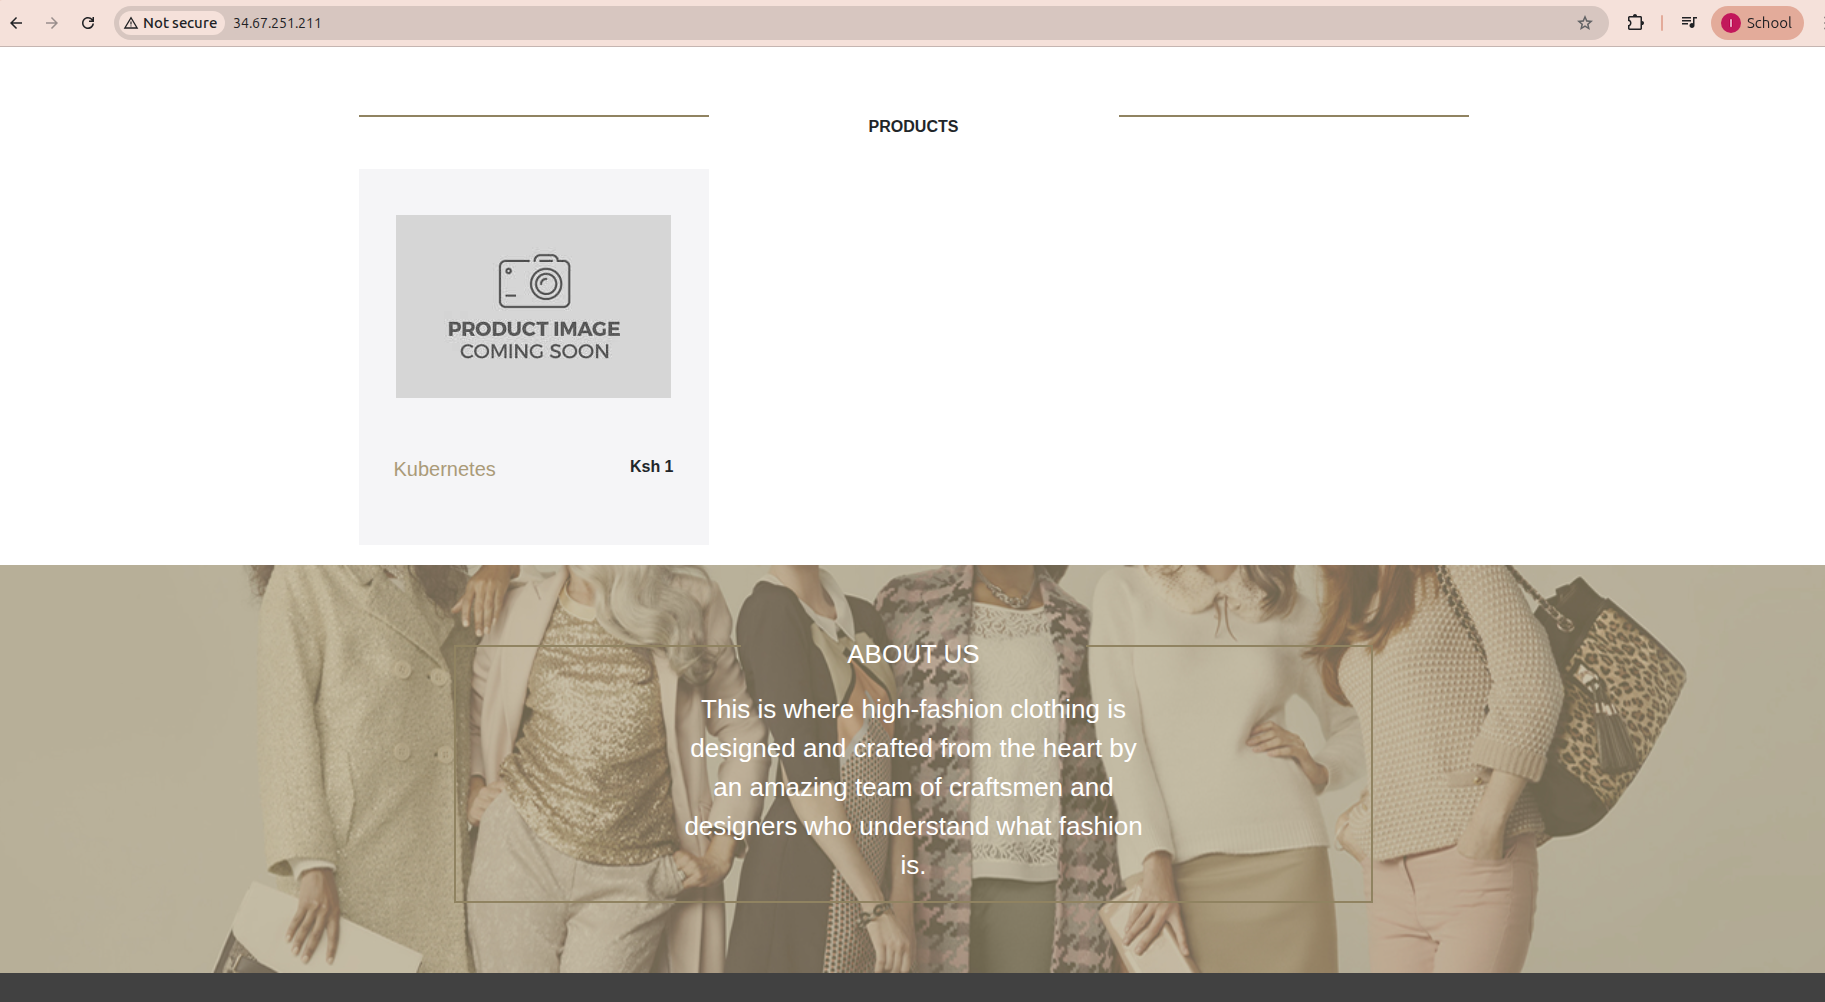 Not secure 34.67.251.211
I School
PRODUCTS
PRODUCT IMAGE
COMING SOON
Kubernetes Ksh 1
ABOUT US
This is where high-fashion clothing is
designed and crafted from the heart by
an amazing team of craftsmen and
designers who understand what fashion
is.